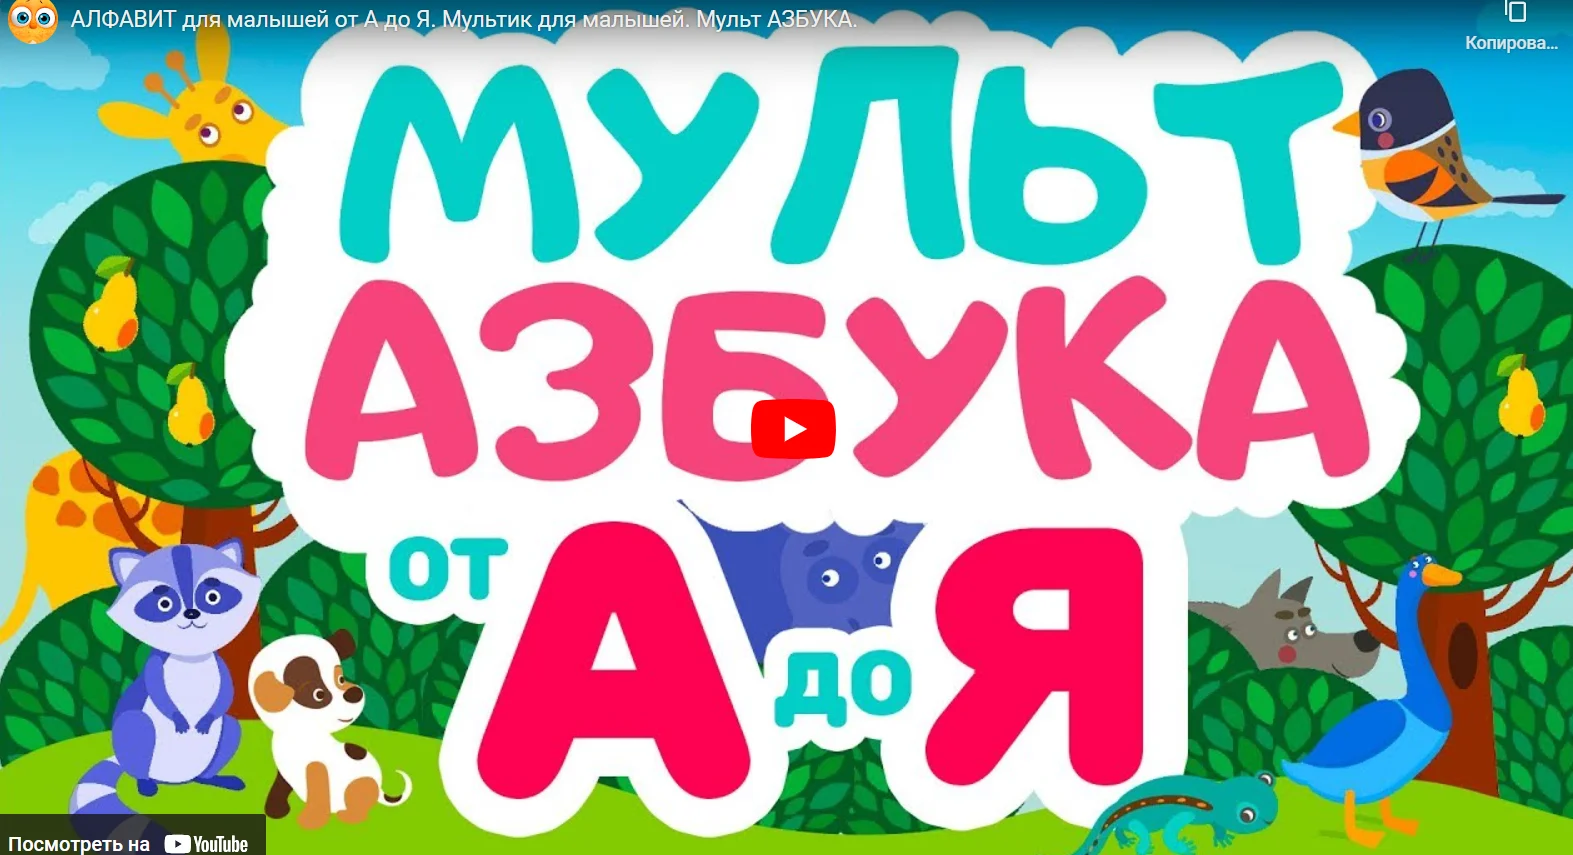 АЛФАВИТ для малышей от А до Я. Мультик для малышей. Мульт АЗБУКА.
Копирова...
МУЛЬТ
АЗБУКА
от А до Я
Посмотреть на YouTube